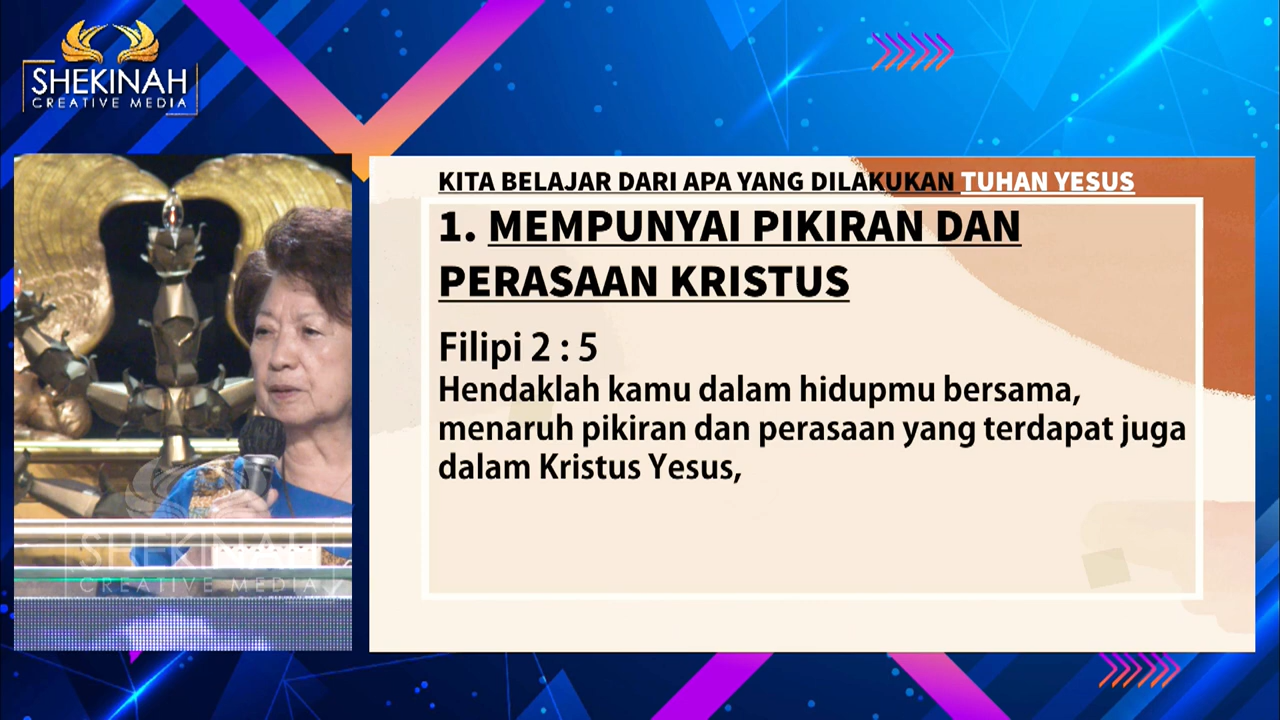 SHEKINAH
CREATIVE MEDIA
KITA BELAJAR DARI APA YANG DILAKUKAN TUHAN YESUS
1. MEMPUNYAI PIKIRAN DAN
PERASAAN KRISTUS
Filipi 2 : 5
Hendaklah kamu dalam hidupmu bersama,
menaruh pikiran dan perasaan yang terdapat juga
dalam Kristus Yesus,
SHEKINAH
CREATIVE MEDIA